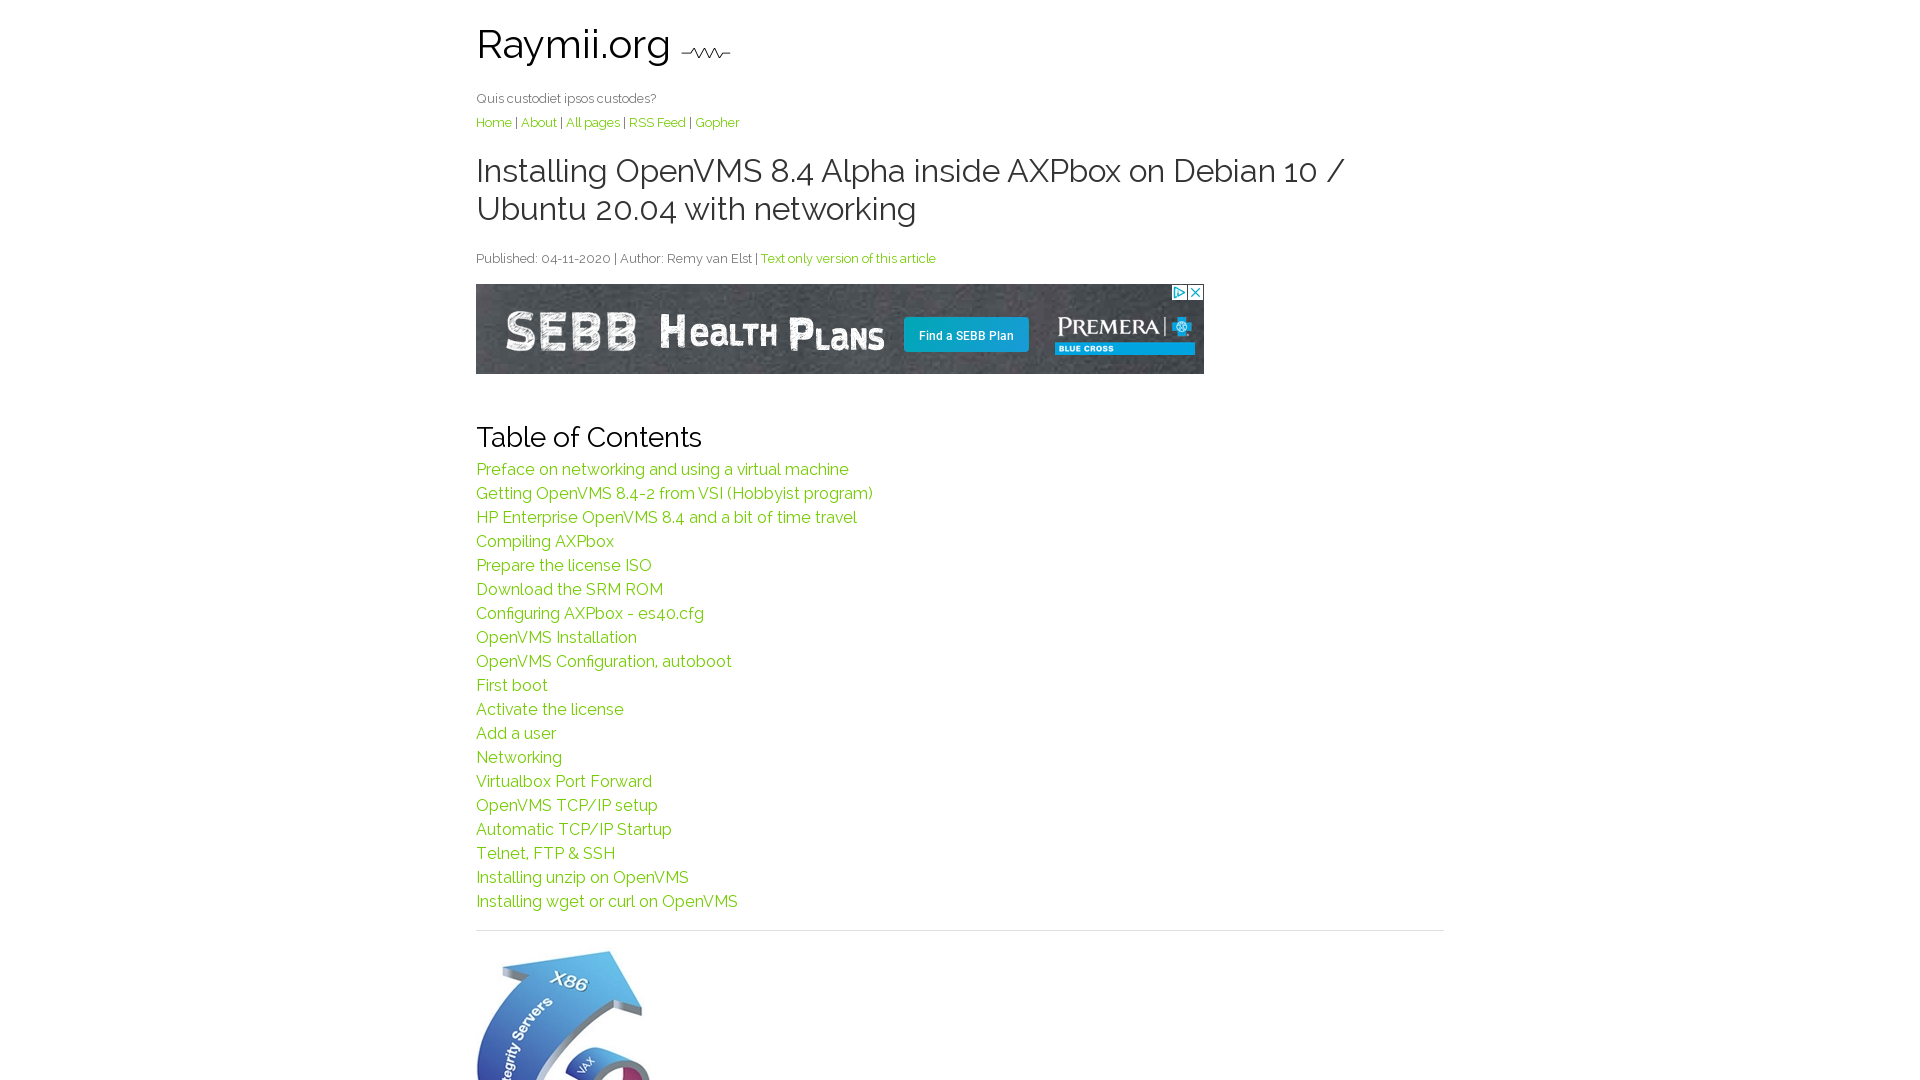 Raymii.org
Quis custodiet ipsos custodes?
Home | About | All pages | RSS Feed | Gopher
Installing OpenVMS 8.4 Alpha inside AXPbox on Debian 10 /
Ubuntu 20.04 with networking
Published: 04-11-2020 | Author: Remy van Elst | Text only version of this article
SEBB Health Plans Find a SEBB Plan PREMERA |
BLUE CROSS
Table of Contents
Preface on networking and using a virtual machine
Getting OpenVMS 8.4-2 from VSI (Hobbyist program)
HP Enterprise OpenVMS 8.4 and a bit of time travel
Compiling AXPbox
Prepare the license ISO
Download the SRM ROM
Configuring AXPbox - es40.cfg
OpenVMS Installation
OpenVMS Configuration, autoboot
First boot
Activate the license
Add a user
Networking
Virtualbox Port Forward
OpenVMS TCP/IP setup
Automatic TCP/IP Startup
Telnet, FTP & SSH
Installing unzip on OpenVMS
Installing wget or curl on OpenVMS
X86
Servers
VAX